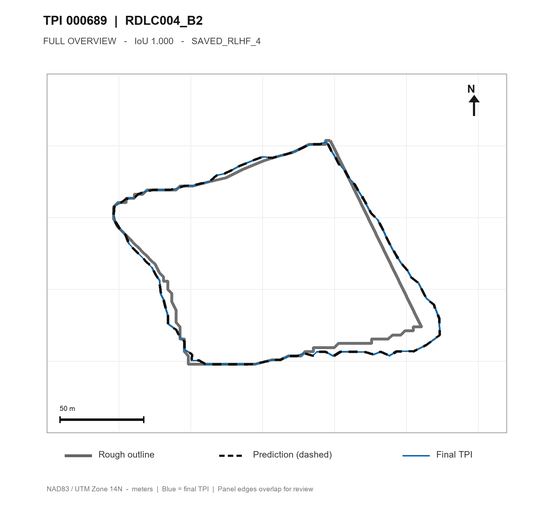 TPI 000689 | RDLC004_B2
FULL OVERVIEW - IoU 1.000 - SAVED_RLHF_4
N
50 m
Rough outline
Prediction (dashed)
Final TPI
NAD83 / UTM Zone 14N - meters | Blue = final TPI | Panel edges overlap for review